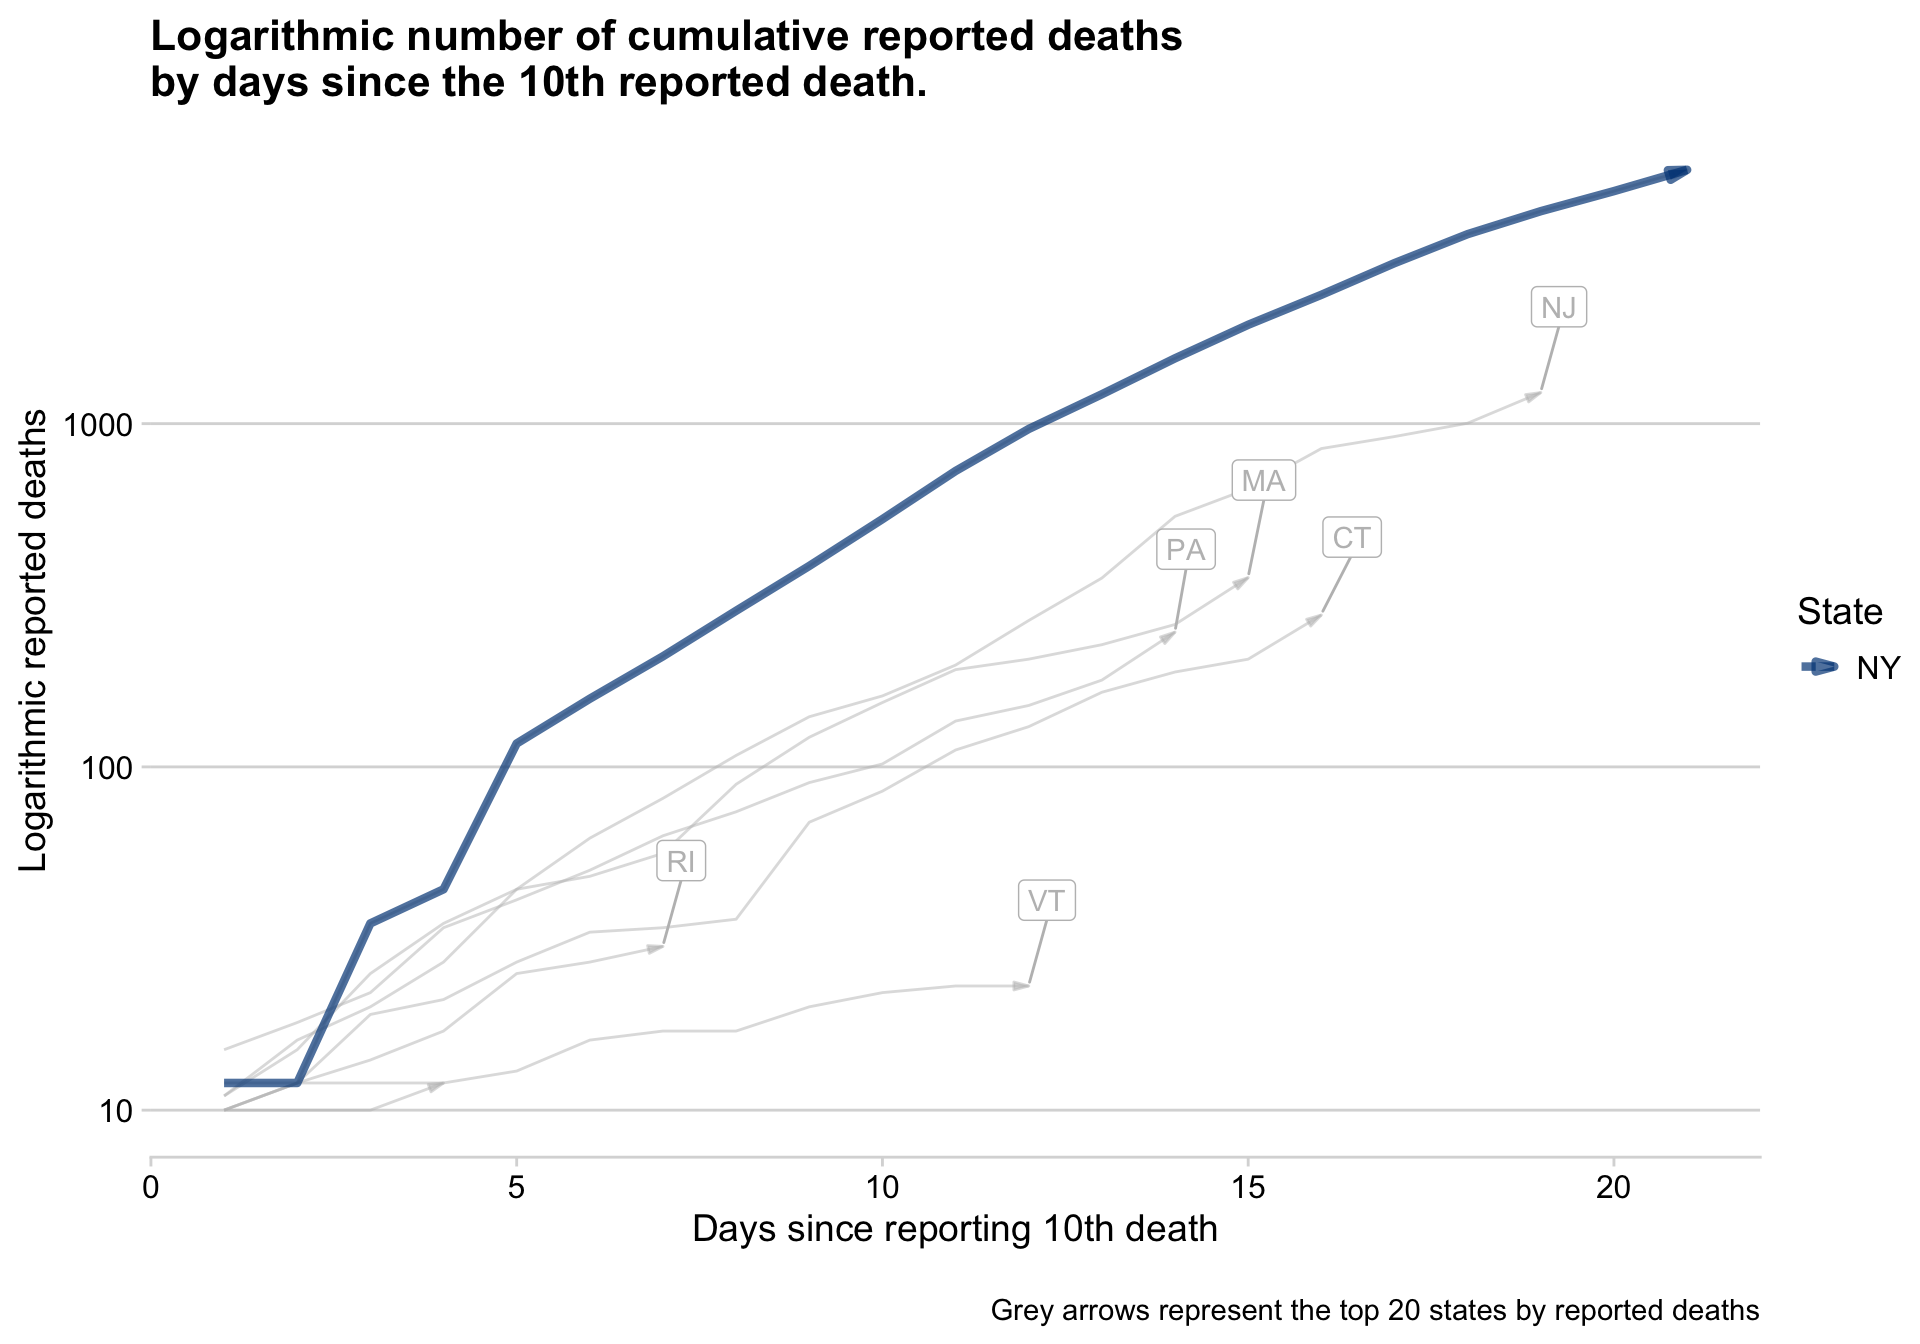 Logarithmic number of cumulative reported deaths
by days since the 10th reported death.
Logarithmic reported deaths
1000
100
10
NJ
MA
CT
PA
RI
VT
State
NY
0
5
10
15
20
Days since reporting 10th death
Grey arrows represent the top 20 states by reported deaths